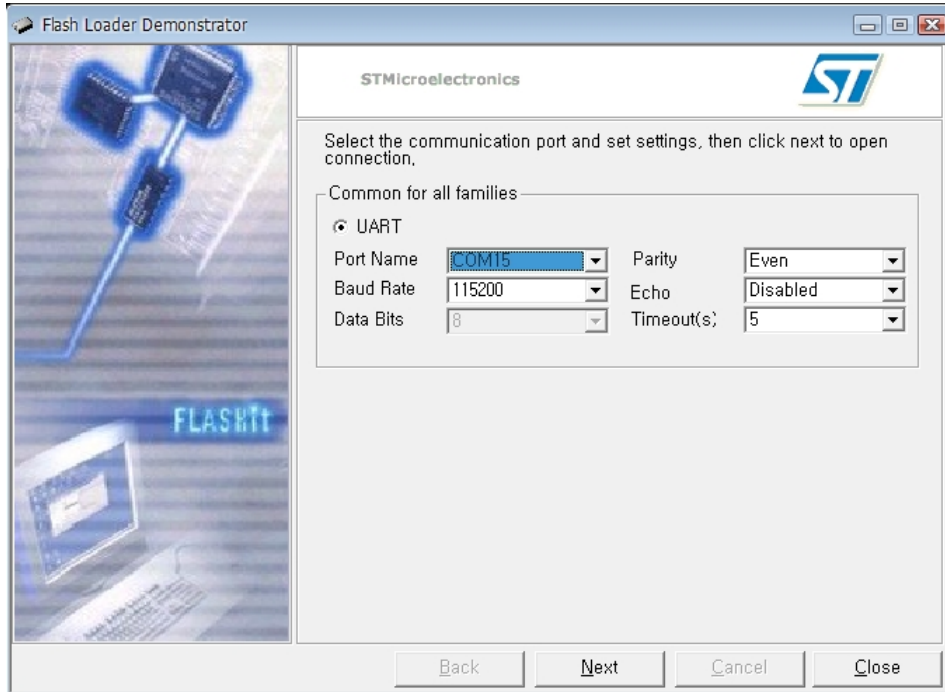 Flash Loader Demonstrator
STMicroelectronics
ST
Select the communication port and set settings, then click next to open
connection,
Common for all families
UART
Port Name COM15 Parity Even
Baud Rate 115200 Echo Disabled
Data Bits 8 Timeout(s) 5
FLASHit
Back Next Cancel Close